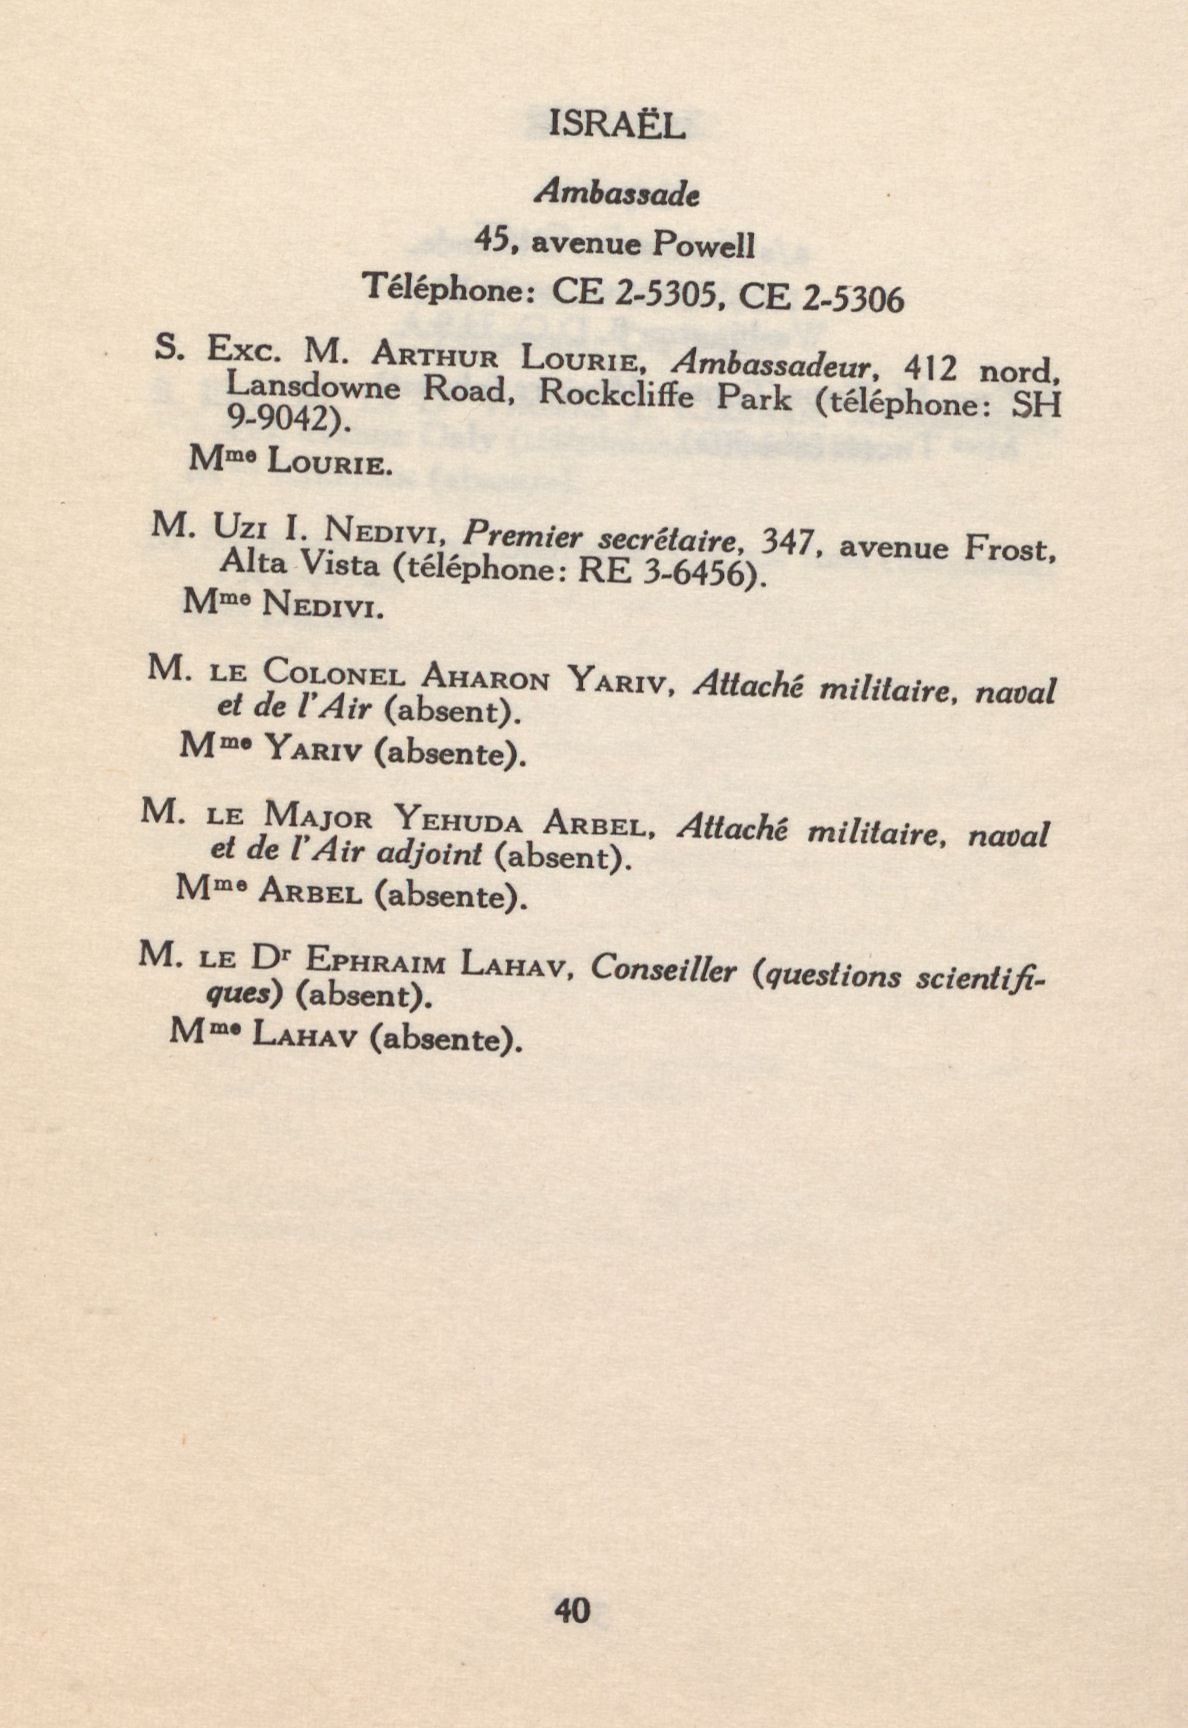 ISRAËL
Ambassade
45, avenue Powell
Téléphone: CE 2-5305, CE 2-5306
S. Exc. M. Arthur Lourie, Ambassadeur, 412 nord,
Lansdowne Road, Rockcliffe Park (téléphone: SH
9-9042).
Mme Lourie.
M. Uzi I. Nedivi, Premier secrétaire, 347, avenue Frost,
Alta Vista (téléphone: RE 3-6456).
Mme Nedivi.
M. le Colonel Aharon Yariv, Attaché militaire, naval
et de l'Air (absent).
Mme Yariv (absente).
M. le Major Yehuda Arbel, Attaché militaire, naval
et de l'Air adjoint (absent).
Mme Arbel (absente).
M. le Dr Ephraim Lahav, Conseiller (questions scientifi-
ques) (absent).
Mme Lahav (absente).
40